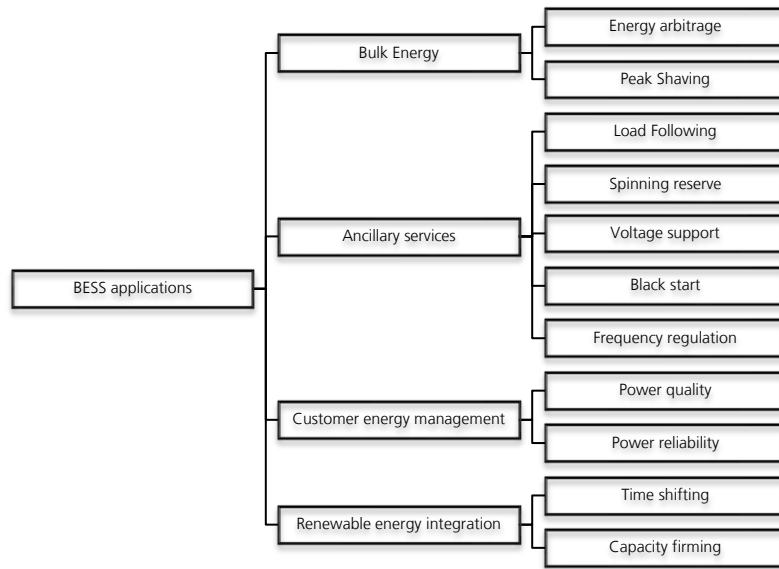 BESS applications
Bulk Energy
Energy arbitrage
Peak Shaving
Ancillary services
Load Following
Spinning reserve
Voltage support
Black start
Frequency regulation
Customer energy management
Power quality
Power reliability
Renewable energy integration
Time shifting
Capacity firming